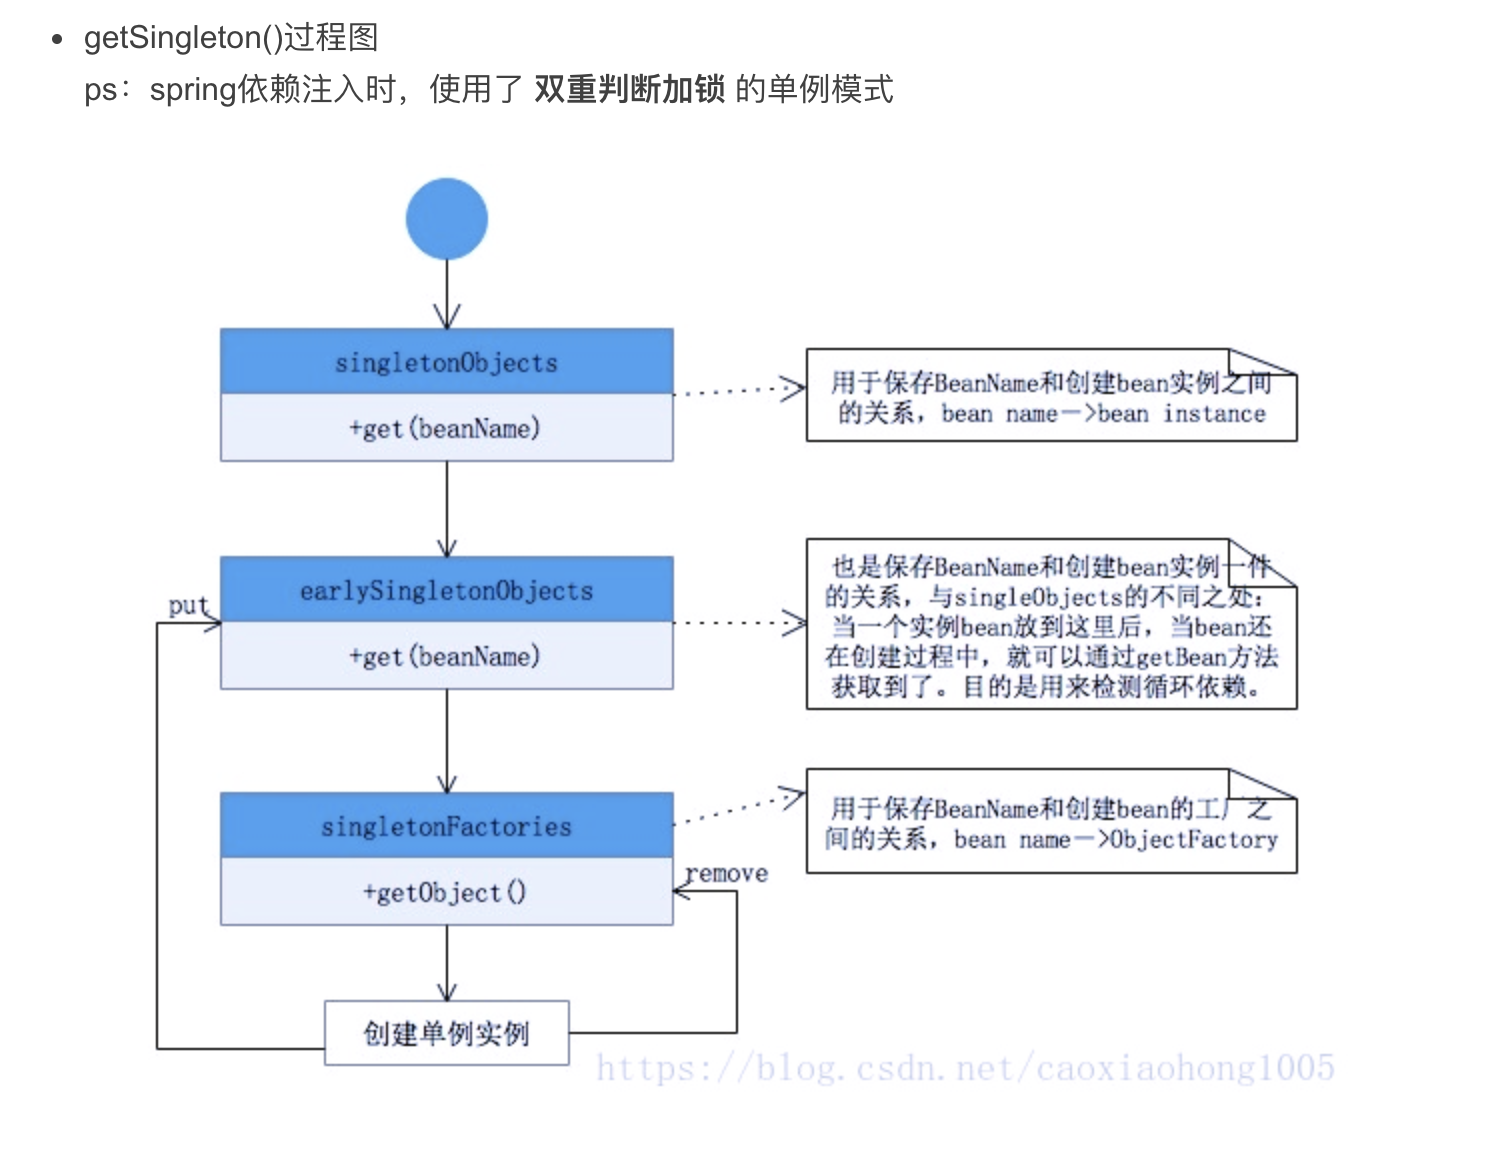 getSingleton()过程图
ps：spring依赖注入时，使用了 双重判断加锁 的单例模式
singletonObjects
+get(beanName)
用于保存BeanName和创建bean实例之间
的关系，bean name—>bean instance
earlySingletonObjects
+get(beanName)
put
也是保存BeanName和创建bean实例一件
的关系，与singleObjects的不同之处：
当一个实例bean放到这里后，当bean还
在创建过程中，就可以通过getBean方法
获取到了。目的是用来检测循环依赖。
singletonFactories
+getObject()
remove
用于保存BeanName和创建bean的工厂之
间的关系，bean name—>ObjectFactory
创建单例实例
https://blog.csdn.net/caoxiaohong1005